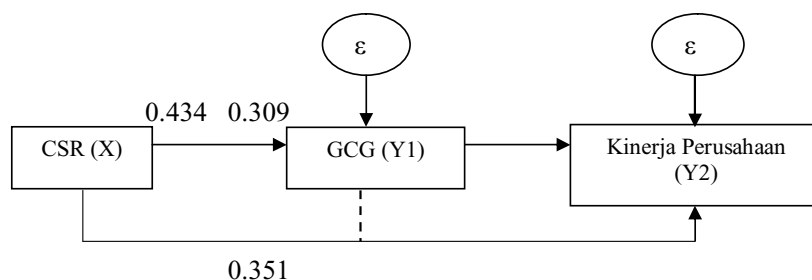 ε
ε
0.434 0.309
CSR (X)
GCG (Y1)
Kinerja Perusahaan
(Y2)
0.351